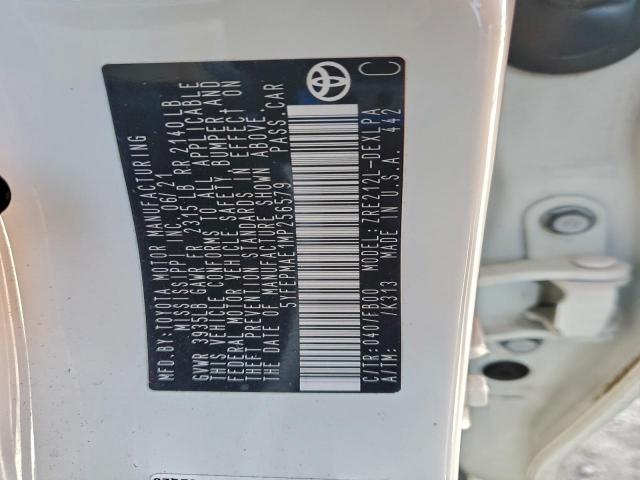 MFD.BY:TOYOTA MOTOR MANUFACTURING
MISSISSIPPI INC. 06/21
GVWR 3935LB GAWR FR 2315 LB RR 2140LB
THIS VEHICLE CONFORMS TO ALL APPLICABLE
FEDERAL MOTOR VEHICLE SAFETY, BUMPER AND
THEFT PREVENTION STANDARDS IN EFFECT ON
THE DATE OF MANUFACTURE SHOWN ABOVE.
5YFEPMAE1MP256579 PASS.CAR
C/TR:040/FB00 MODEL:ZRE212L-DEXLPA
A/TM: /K313 MADE IN U.S.A. 442
C